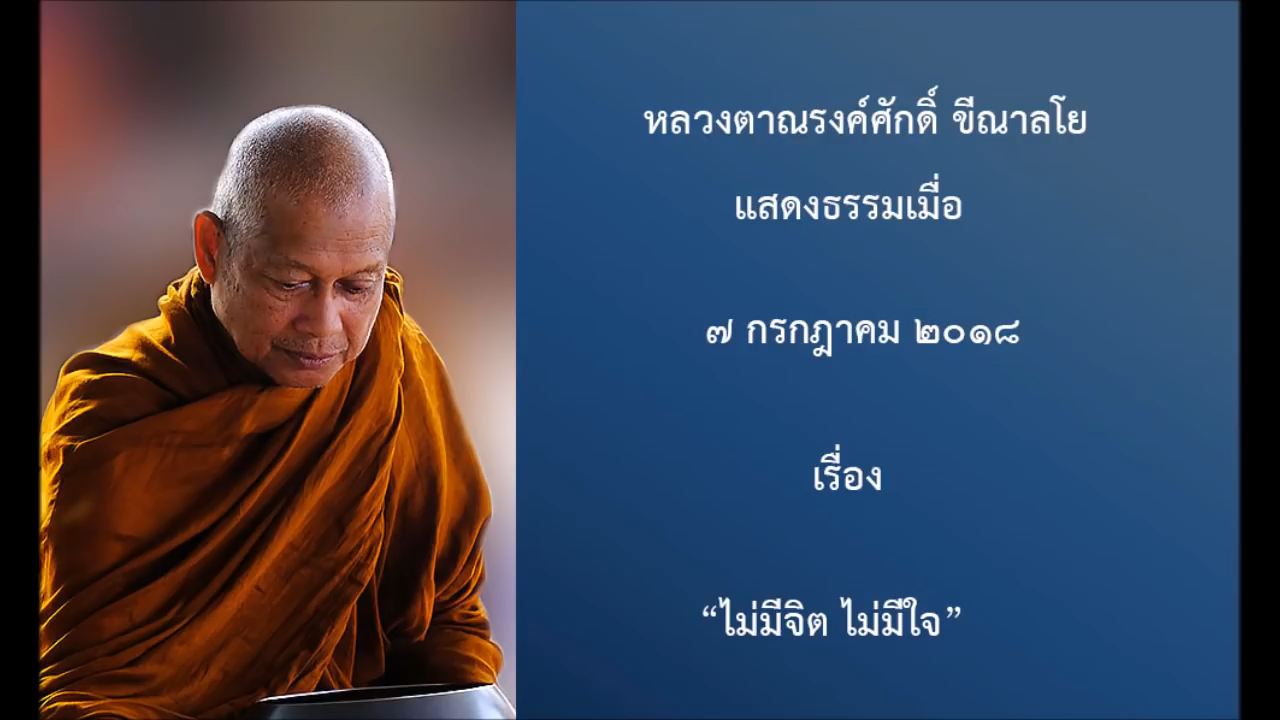 หลวงตาณรงค์ศักดิ์ ขีณาลโย
แสดงธรรมเมื่อ
๗ กรกฎาคม ๒๐๑๘
เรื่อง
“ไม่มีจิต ไม่มีใจ”